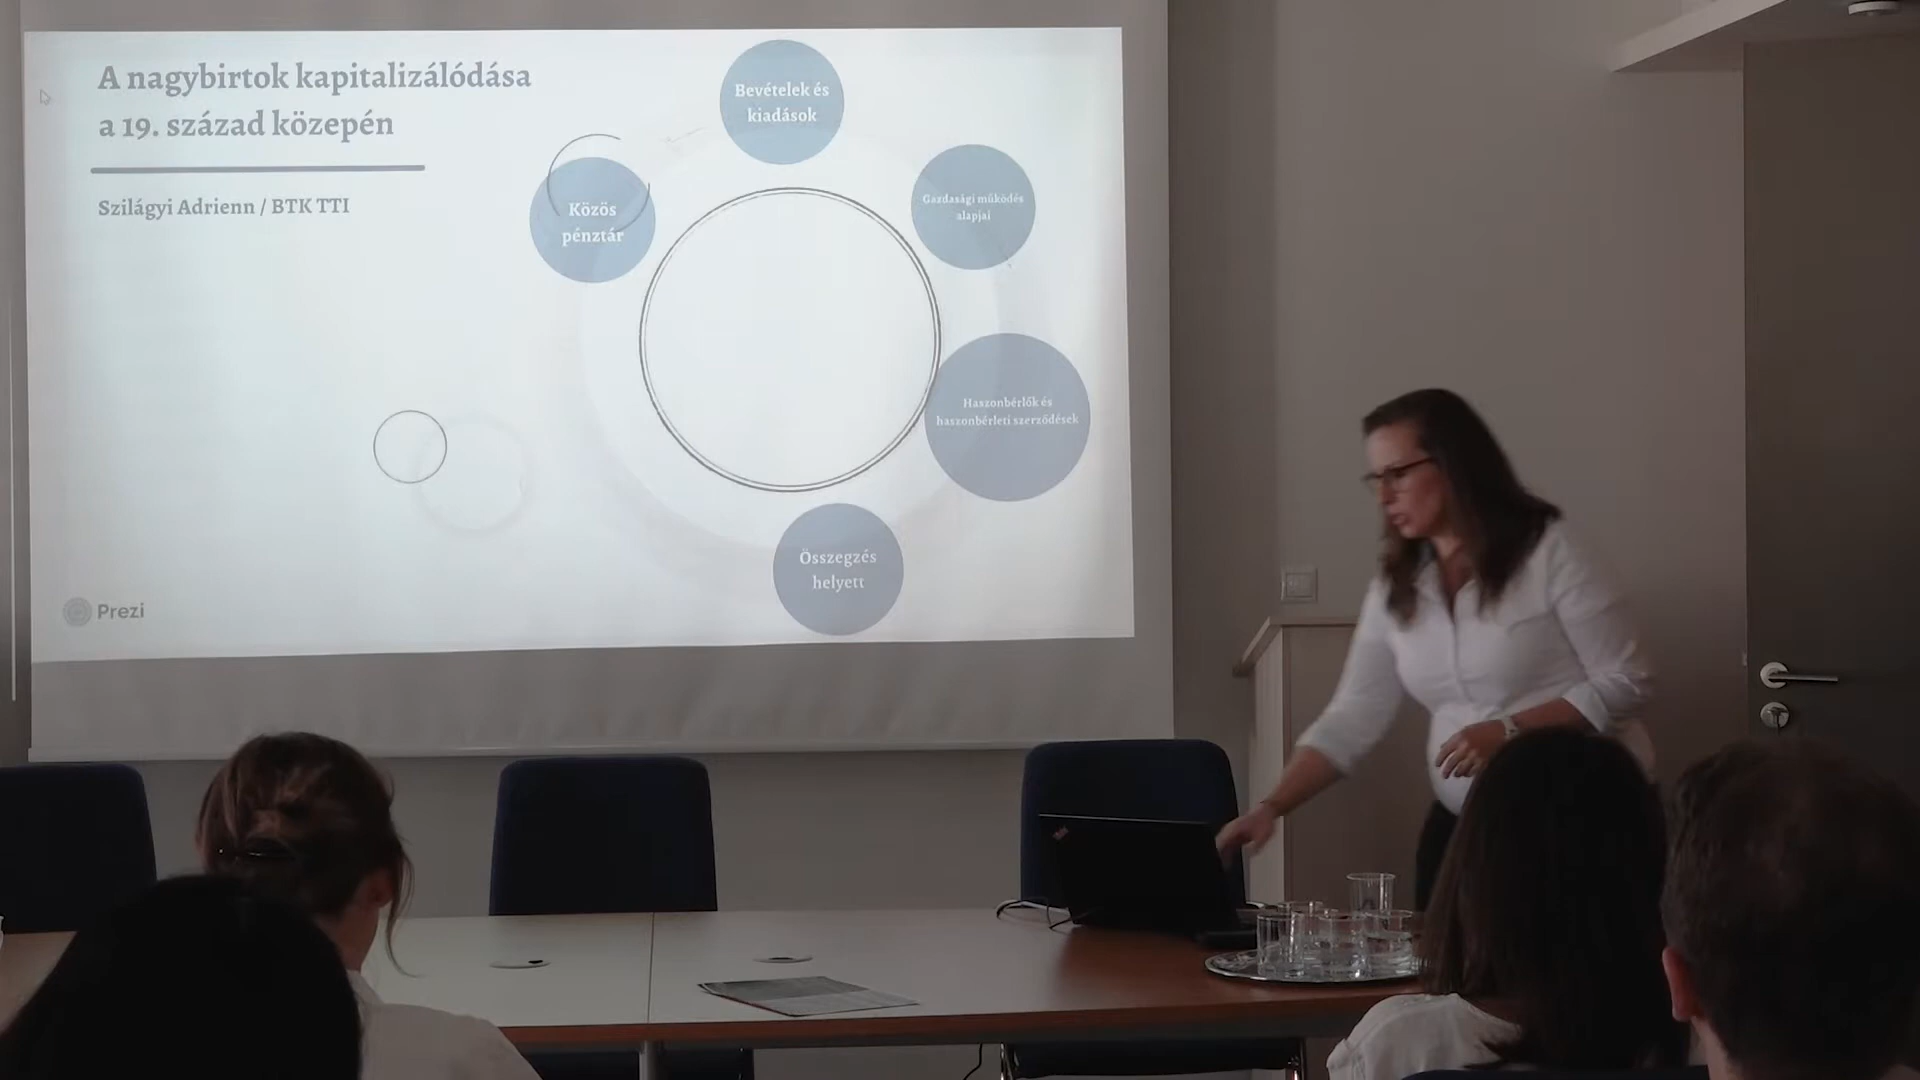 A nagybirtok kapitalizálódása
a 19. század közepén
Szilágyi Adrienn / BTK TTI
Közös
pénztár
Bevételek és
kiadások
Gazdasági működés
alapjai
Haszonbérlők és
haszonbérleti szerződések
Összegzés
helyett
Prezi